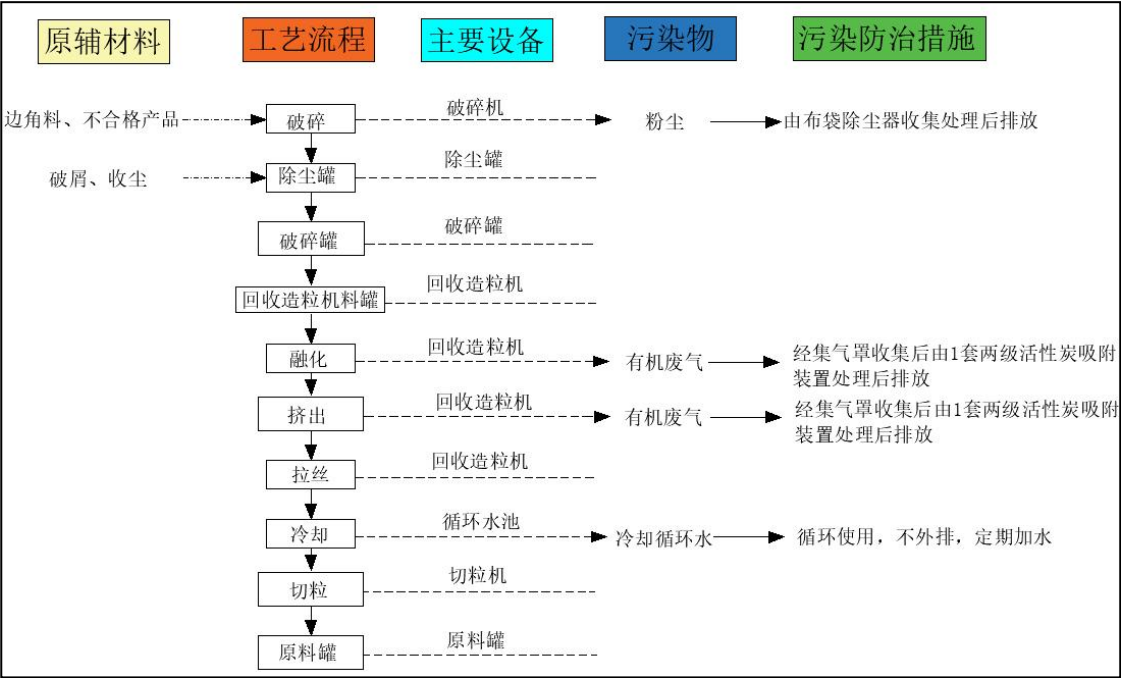 原辅材料 工艺流程 主要设备 污染物 污染防治措施
边角料、不合格产品 破碎 破碎机 粉尘 由布袋除尘器收集处理后排放
破屑、收尘 除尘罐 除尘罐
破碎罐 破碎罐
回收造粒机料罐 回收造粒机
融化 回收造粒机 有机废气 经集气罩收集后由1套两级活性炭吸附
装置处理后排放
挤出 回收造粒机 有机废气 经集气罩收集后由1套两级活性炭吸附
装置处理后排放
拉丝 回收造粒机
冷却 循环水池 冷却循环水 循环使用，不外排，定期加水
切粒 切粒机
原料罐 原料罐